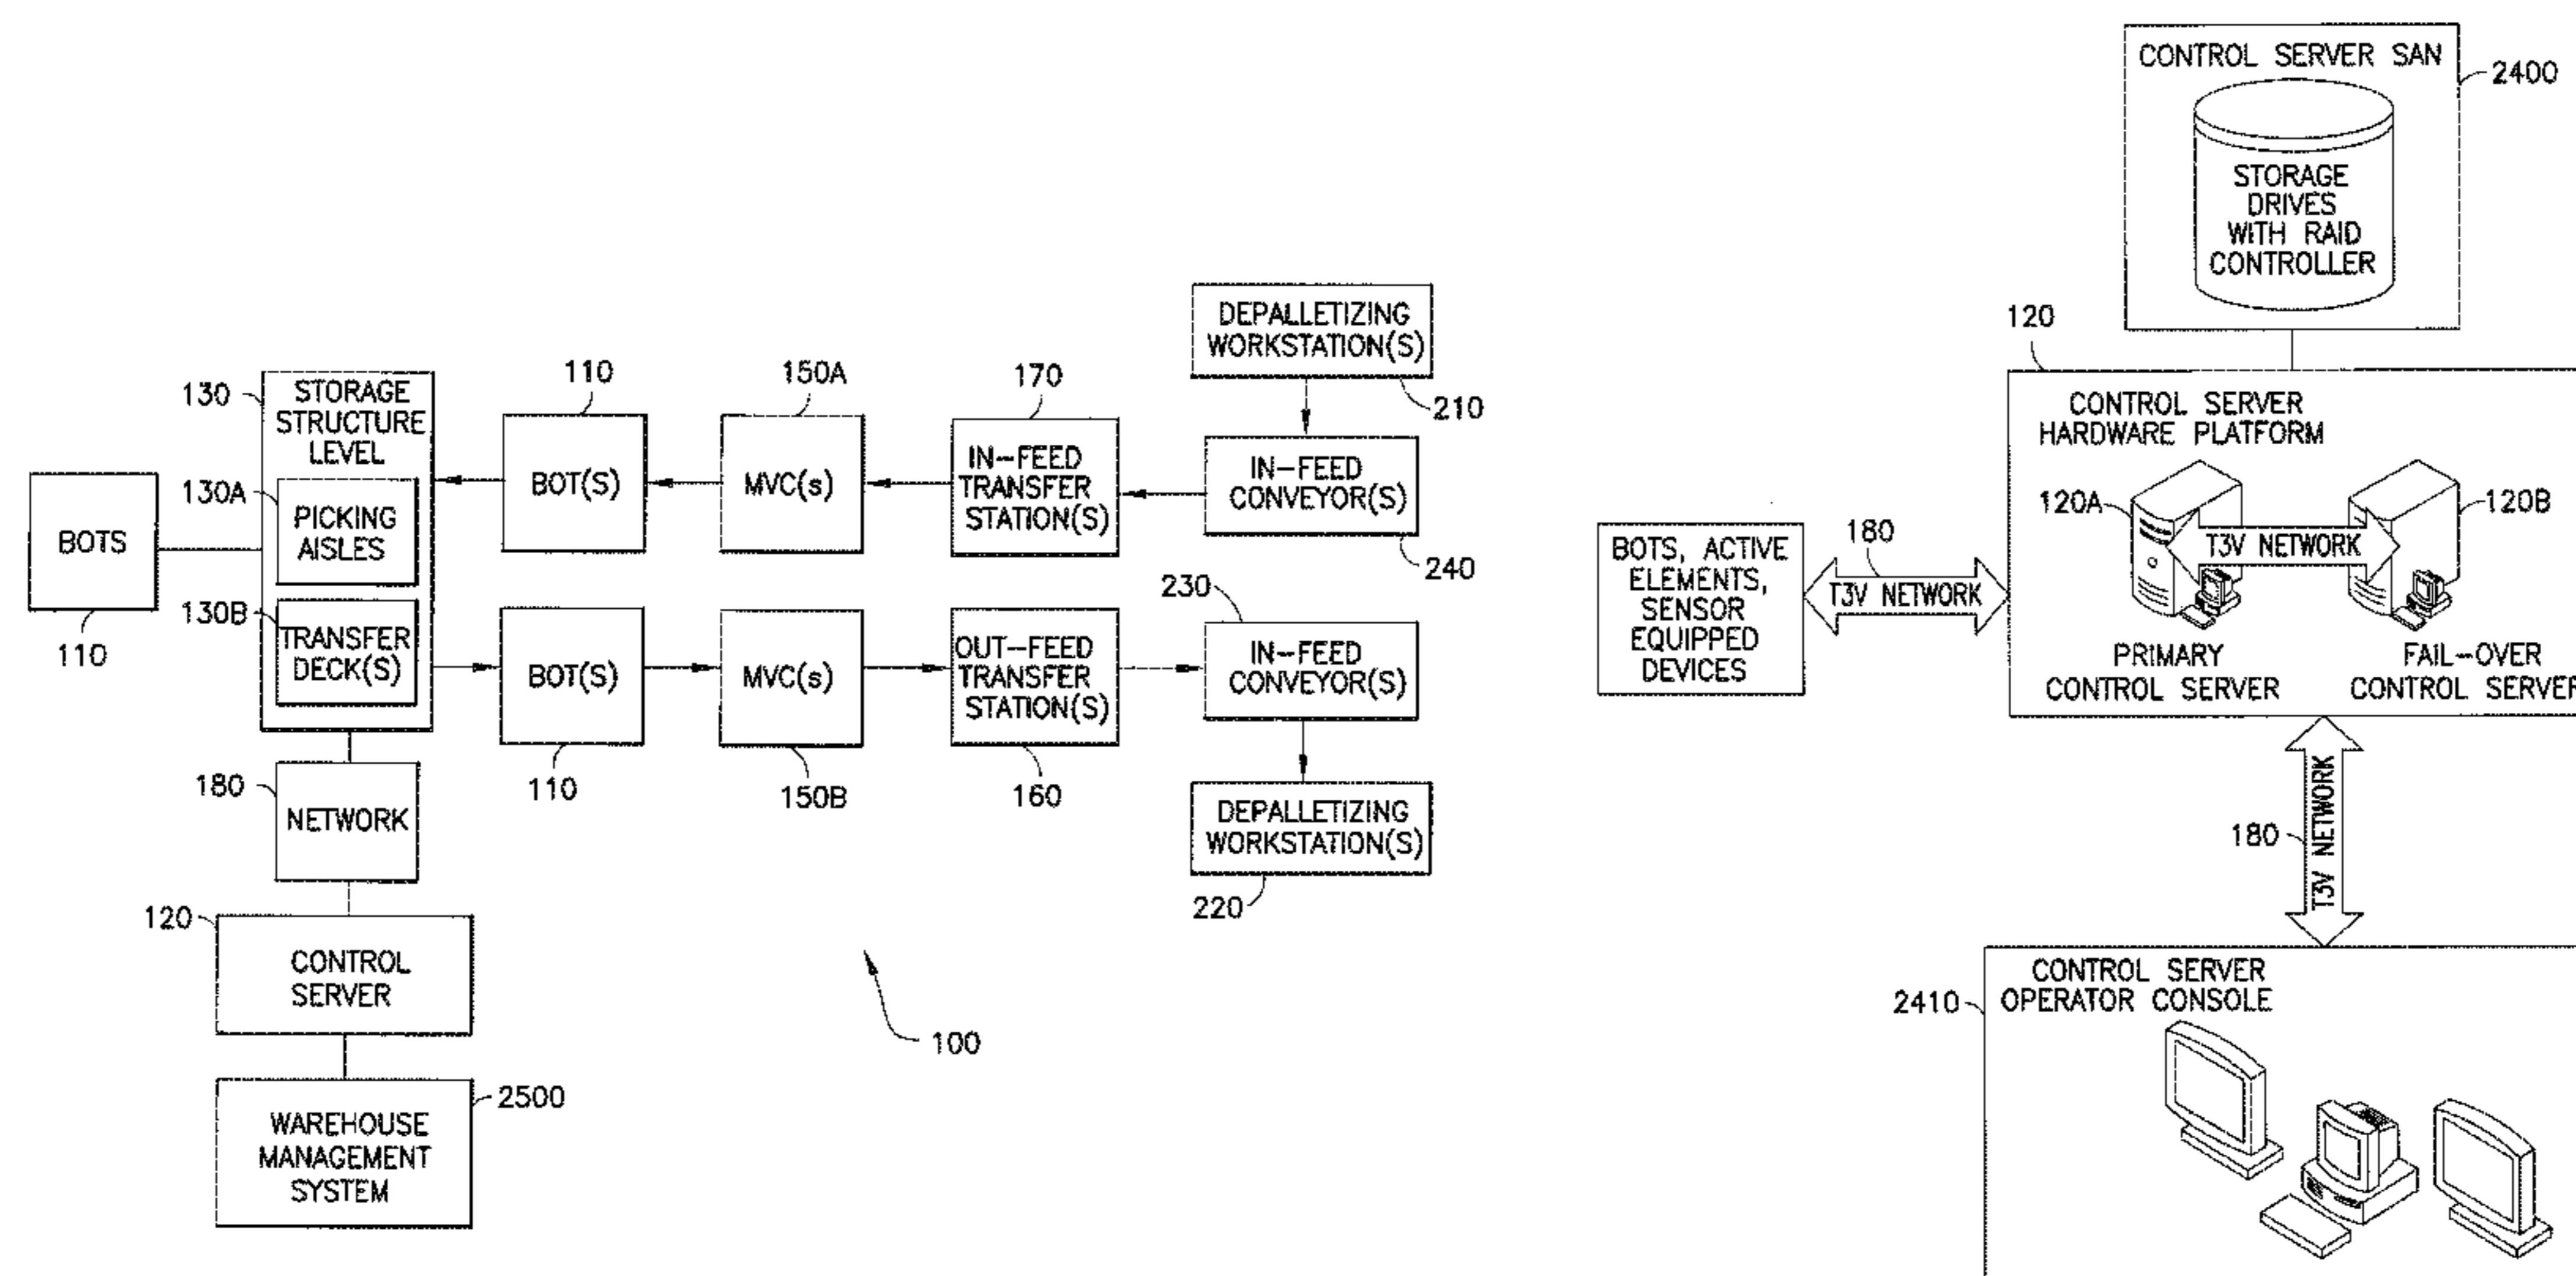 130
STORAGE
STRUCTURE
LEVEL
130A
PICKING
AISLES
130B
TRANSFER
DECK(S)
BOTS
110
110
BOT(S)
150A
MVC(s)
170
IN-FEED
TRANSFER
STATION(S)
DEPALLETIZING
WORKSTATION(S)
210
IN-FEED
CONVEYOR(S)
240
BOT(S)
110
MVC(s)
150B
OUT-FEED
TRANSFER
STATION(S)
160
230
IN-FEED
CONVEYOR(S)
DEPALLETIZING
WORKSTATION(S)
220
180
NETWORK
120
CONTROL
SERVER
2500
WAREHOUSE
MANAGEMENT
SYSTEM
100
CONTROL SERVER SAN
2400
STORAGE
DRIVES
WITH RAID
CONTROLLER
120
CONTROL SERVER
HARDWARE PLATFORM
120A
120B
T3V NETWORK
PRIMARY
CONTROL SERVER
FAIL-OVER
CONTROL SERVER
BOTS, ACTIVE
ELEMENTS,
SENSOR
EQUIPPED
DEVICES
180
T3V NETWORK
180
T3V NETWORK
2410
CONTROL SERVER
OPERATOR CONSOLE